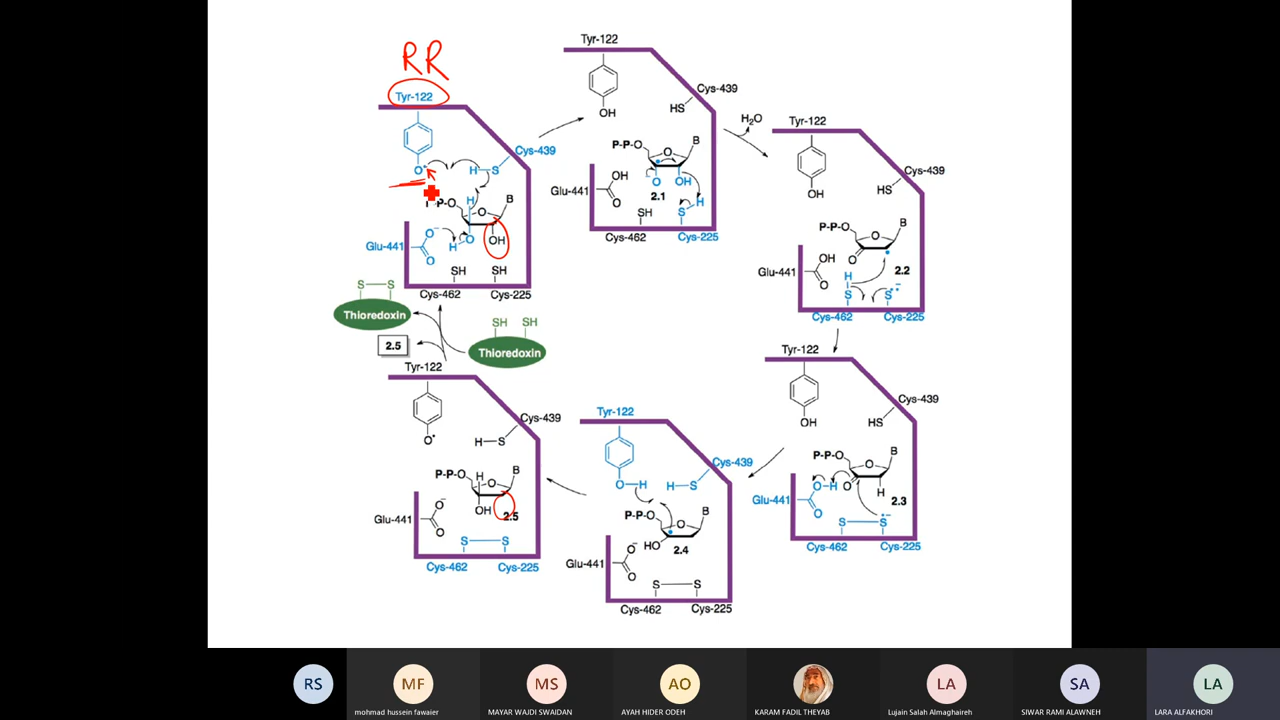 RR
Tyr-122
O•
H-S
Cys-439
P-P
O
B
H
O⁻
Glu-441
O
H-O
OH
SH
SH
Cys-462
Cys-225
Tyr-122
OH
HS
Cys-439
P-P-O
O
B
OH
O
Glu-441
O⁻
OH
2.1
H
SH
S
Cys-462
Cys-225
H₂O
Tyr-122
OH
HS
Cys-439
P-P-O
O
B
O
2.2
OH
Glu-441
O
H
S
S
Cys-462
Cys-225
Tyr-122
OH
HS
Cys-439
P-P-O
O
B
O-H
O
H
2.3
Glu-441
O
S-S
Cys-462
Cys-225
Tyr-122
O-H
H-S
Cys-439
P-P-O
O
B
HO
2.4
O⁻
Glu-441
O
S-S
Cys-462
Cys-225
Tyr-122
O•
H-S
Cys-439
P-P-O
H
O
B
OH
2.5
O⁻
Glu-441
O
S-S
Cys-462
Cys-225
S-S
Thioredoxin
SH SH
Thioredoxin
2.5
RS
MF
MS
AO
LA
SA
LA
mohmad hussein fawaier
MAYAR WAJDI SWAIDAN
AYAH HIDER ODEH
KARAM FADIL THEYAB
Lujain Salah Almaghaireh
SIWAR RAMI ALAWNEH
LARA ALFAKHORI